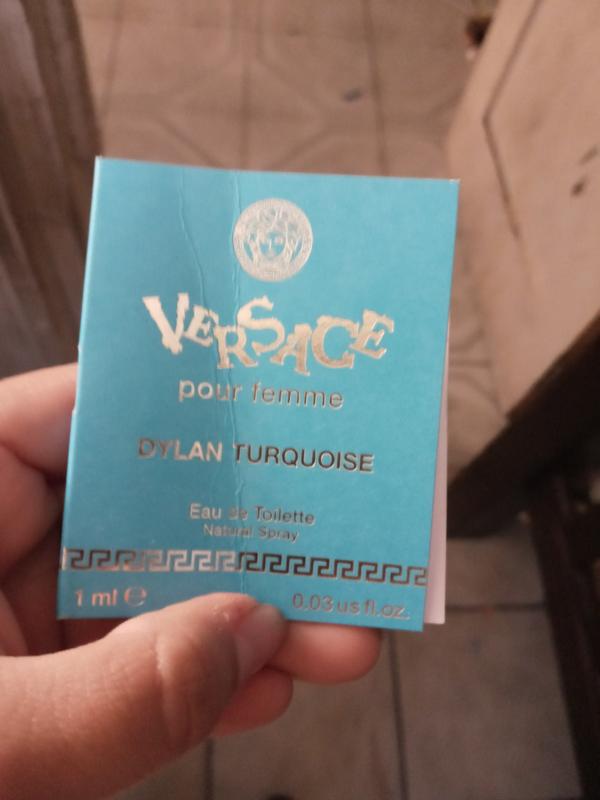 VERSACE
pour femme
DYLAN TURQUOISE
Eau de Toilette
Natural Spray
1 ml ℮
0.03 us fl.oz.